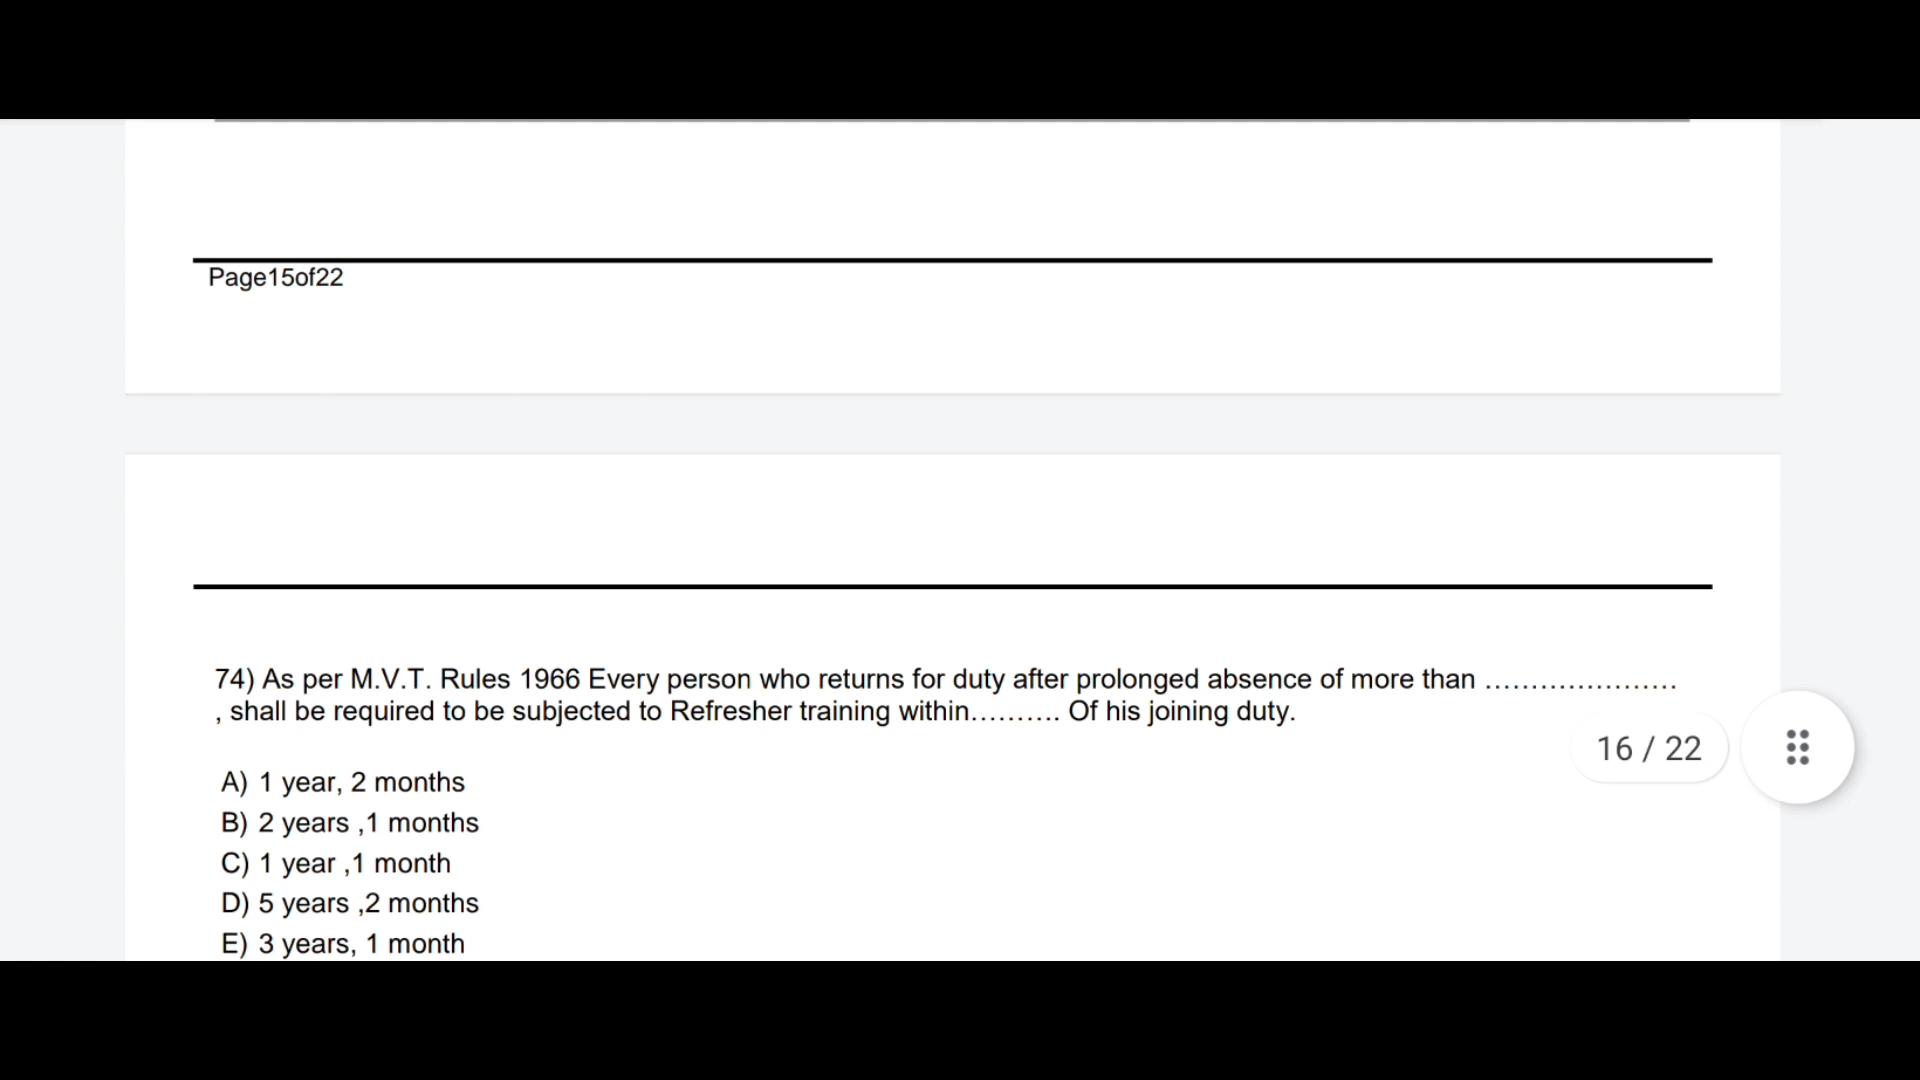 Page15of22
74) As per M.V.T. Rules 1966 Every person who returns for duty after prolonged absence of more than .....................
, shall be required to be subjected to Refresher training within.......... Of his joining duty.
16 / 22
A) 1 year, 2 months
B) 2 years ,1 months
C) 1 year ,1 month
D) 5 years ,2 months
E) 3 years, 1 month